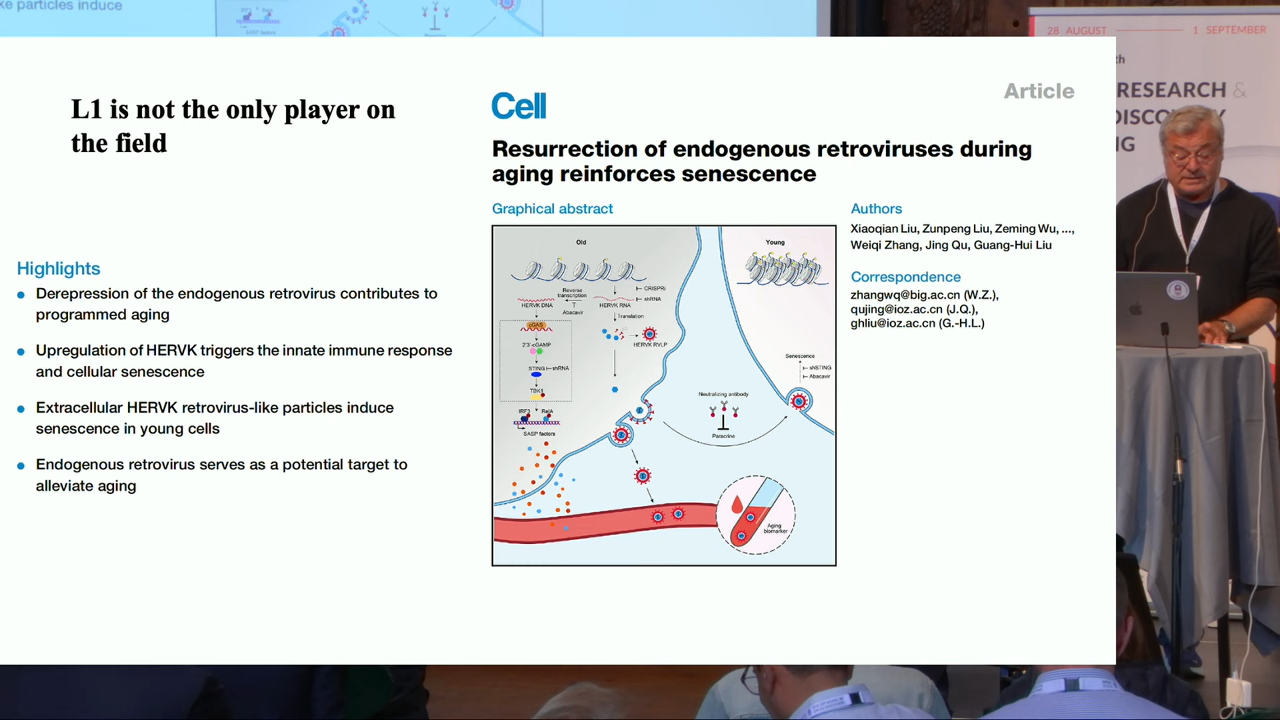 ke particles induce
28 AUGUST
1 SEPTEMBER
RESEARCH &
L1 is not the only player on
the field
Cell
Article
Resurrection of endogenous retroviruses during
aging reinforces senescence
Highlights
Derepression of the endogenous retrovirus contributes to
programmed aging
Upregulation of HERVK triggers the innate immune response
and cellular senescence
Extracellular HERVK retrovirus-like particles induce
senescence in young cells
Endogenous retrovirus serves as a potential target to
alleviate aging
Graphical abstract
Old
Young
CRISPRi
Reverse
transcription
shRNA
HERVK DNA
HERVK RNA
Abacavir
Translation
cGAS
HERVK RVLP
2'3'-cGAMP
STING
shRNA
TBK1
IRF3
RelA
SASP factors
Senescence
shSTING
Abacavir
Neutralizing antibody
Paracrine
Aging
biomarker
Authors
Xiaoqian Liu, Zunpeng Liu, Zeming Wu, ...,
Weiqi Zhang, Jing Qu, Guang-Hui Liu
Correspondence
zhangwq@big.ac.cn (W.Z.),
qujing@ioz.ac.cn (J.Q.),
ghliu@ioz.ac.cn (G.-H.L.)